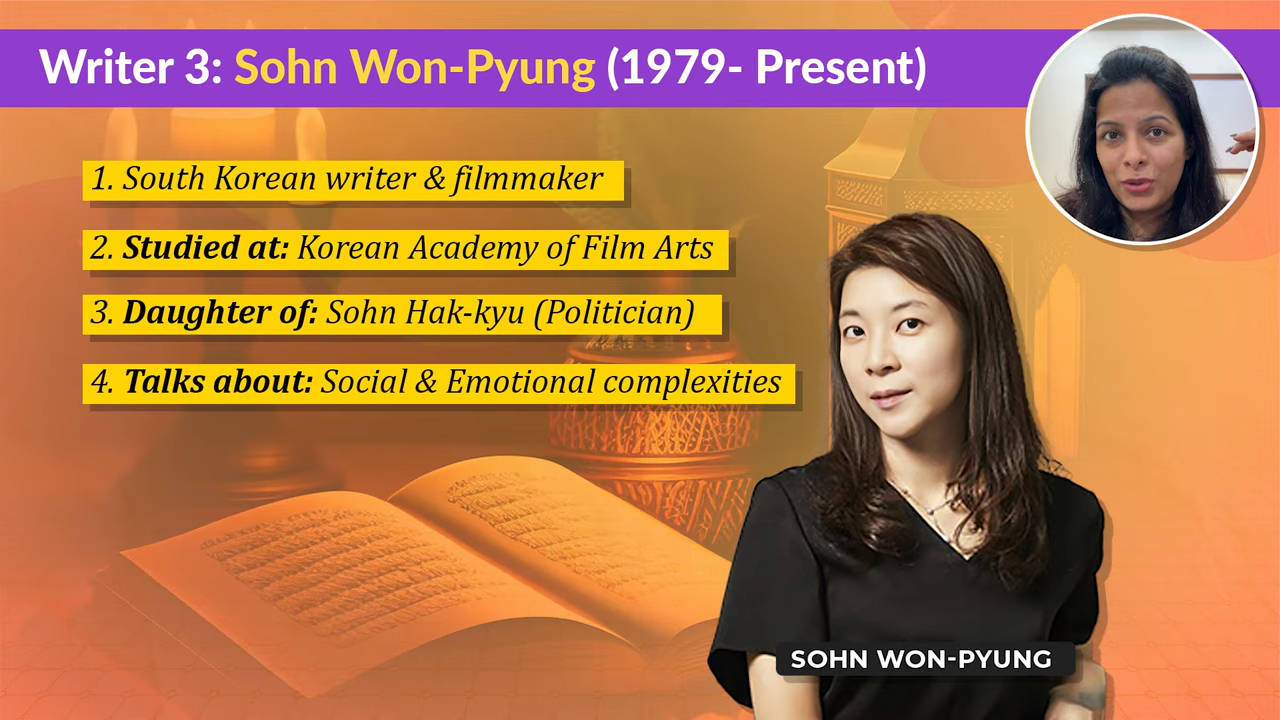 Writer 3: Sohn Won-Pyung (1979- Present)
1. South Korean writer & filmmaker
2. Studied at: Korean Academy of Film Arts
3. Daughter of: Sohn Hak-kyu (Politician)
4. Talks about: Social & Emotional complexities
SOHN WON-PYUNG